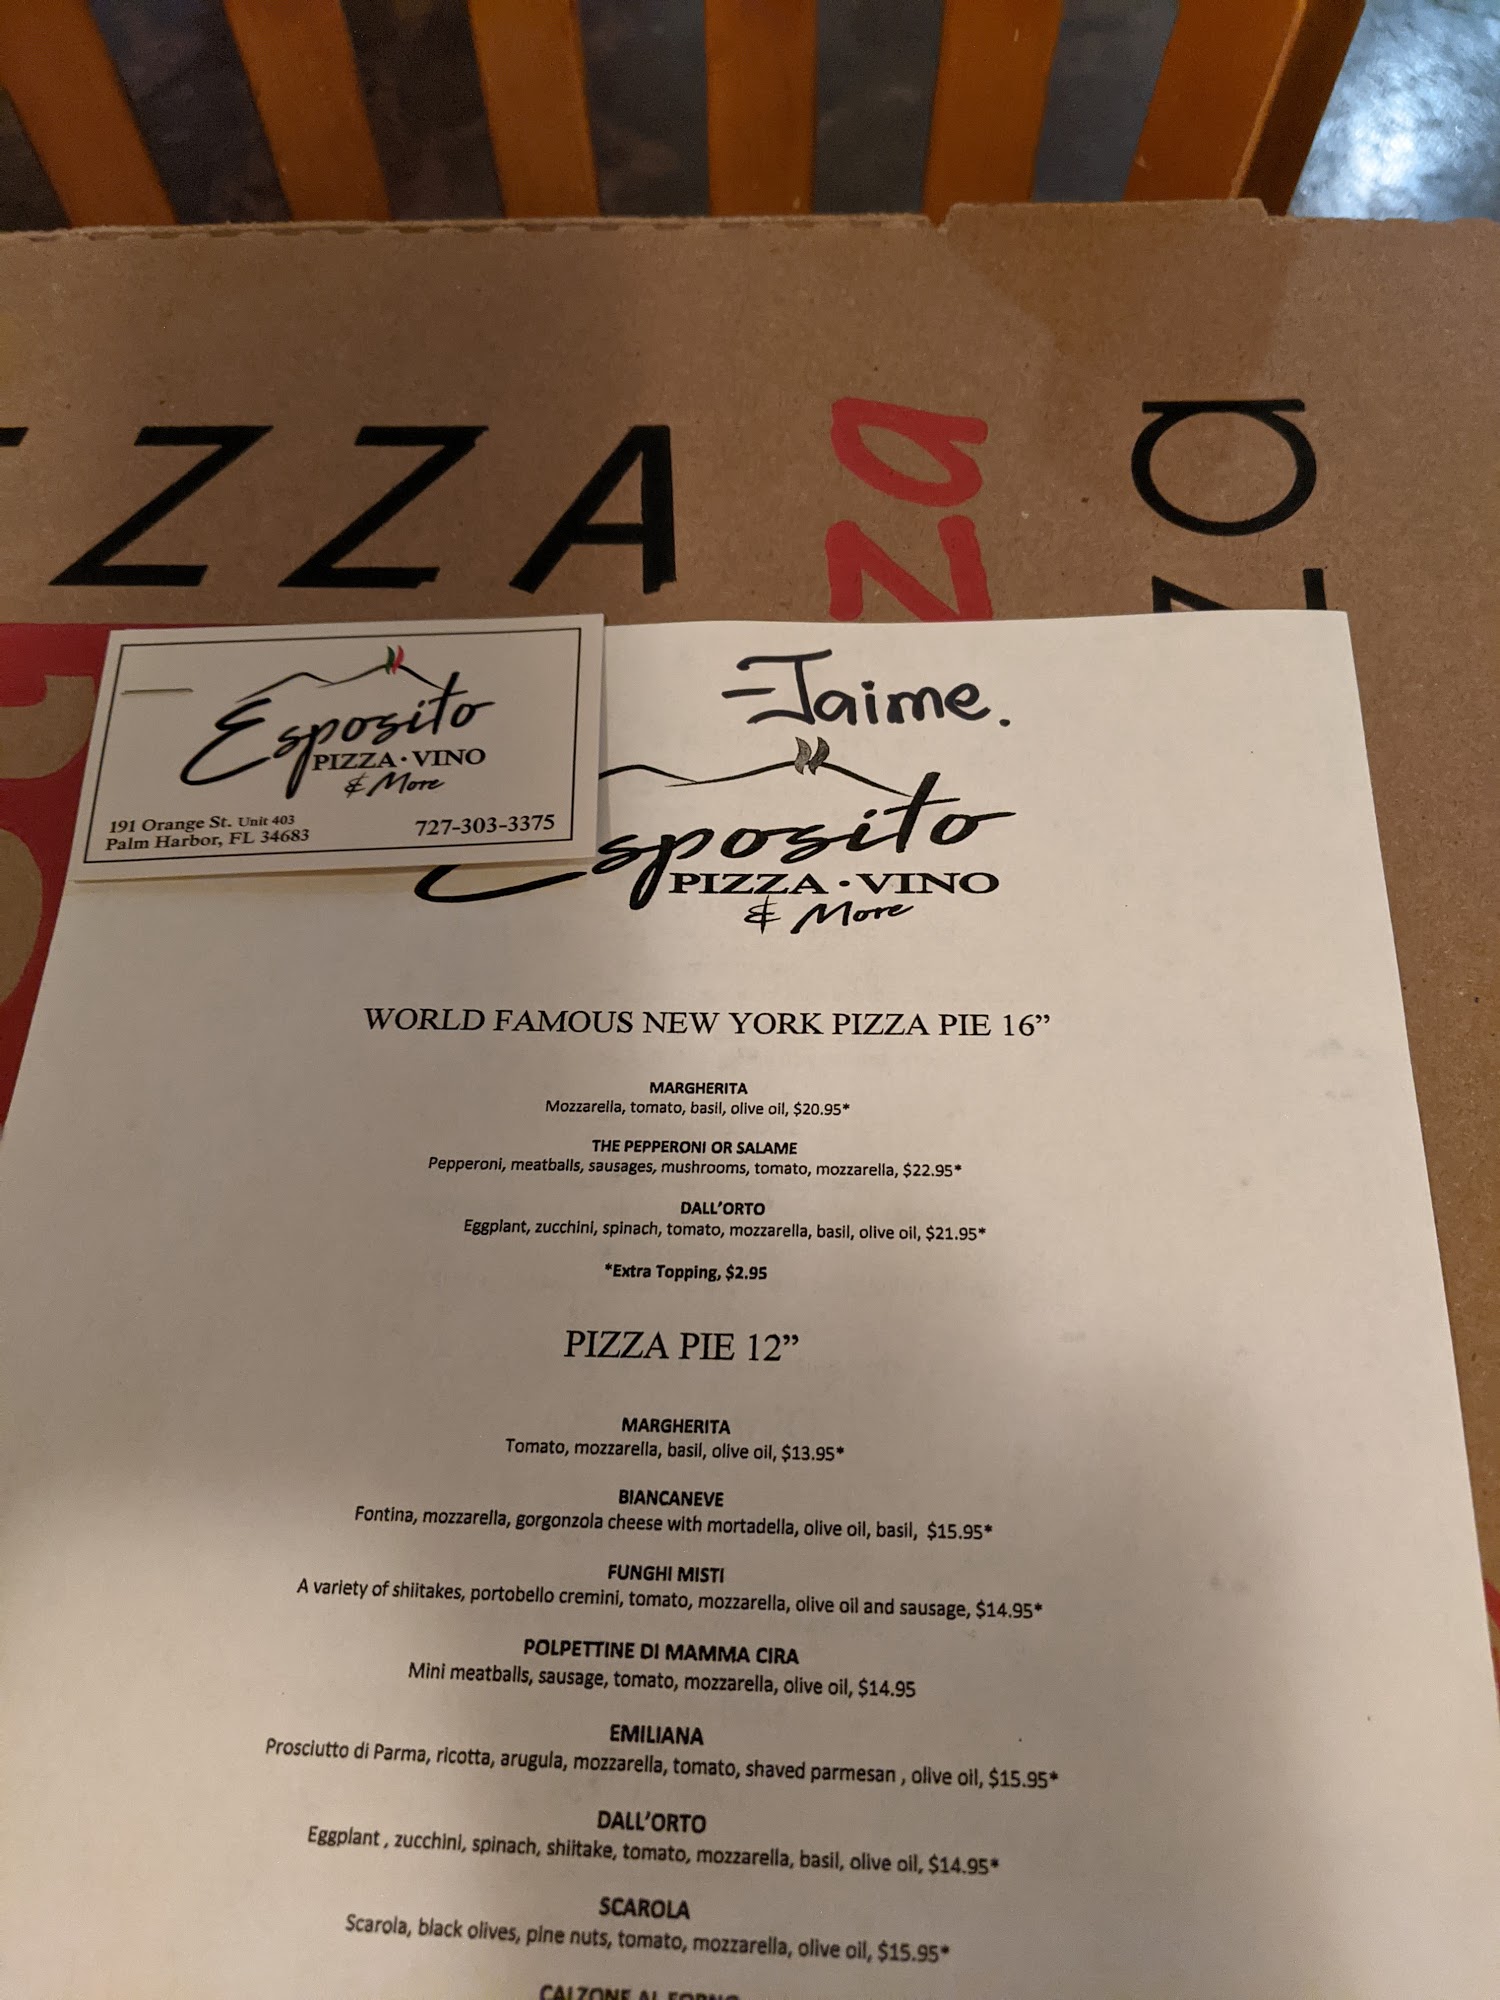 ZZA
za
ZZA
Esposito
PIZZA · VINO
& More
191 Orange St. Unit 403
Palm Harbor, FL 34683
727-303-3375
-Jaime.
Esposito
PIZZA · VINO
& More
WORLD FAMOUS NEW YORK PIZZA PIE 16”
MARGHERITA
Mozzarella, tomato, basil, olive oil, $20.95*
THE PEPPERONI OR SALAME
Pepperoni, meatballs, sausages, mushrooms, tomato, mozzarella, $22.95*
DALL’ORTO
Eggplant, zucchini, spinach, tomato, mozzarella, basil, olive oil, $21.95*
*Extra Topping, $2.95
PIZZA PIE 12”
MARGHERITA
Tomato, mozzarella, basil, olive oil, $13.95*
BIANCANEVE
Fontina, mozzarella, gorgonzola cheese with mortadella, olive oil, basil, $15.95*
FUNGHI MISTI
A variety of shiitakes, portobello cremini, tomato, mozzarella, olive oil and sausage, $14.95*
POLPETTINE DI MAMMA CIRA
Mini meatballs, sausage, tomato, mozzarella, olive oil, $14.95
EMILIANA
Prosciutto di Parma, ricotta, arugula, mozzarella, tomato, shaved parmesan , olive oil, $15.95*
DALL’ORTO
Eggplant , zucchini, spinach, shiitake, tomato, mozzarella, basil, olive oil, $14.95*
SCAROLA
Scarola, black olives, pine nuts, tomato, mozzarella, olive oil, $15.95*
CALZONE AL FORNO